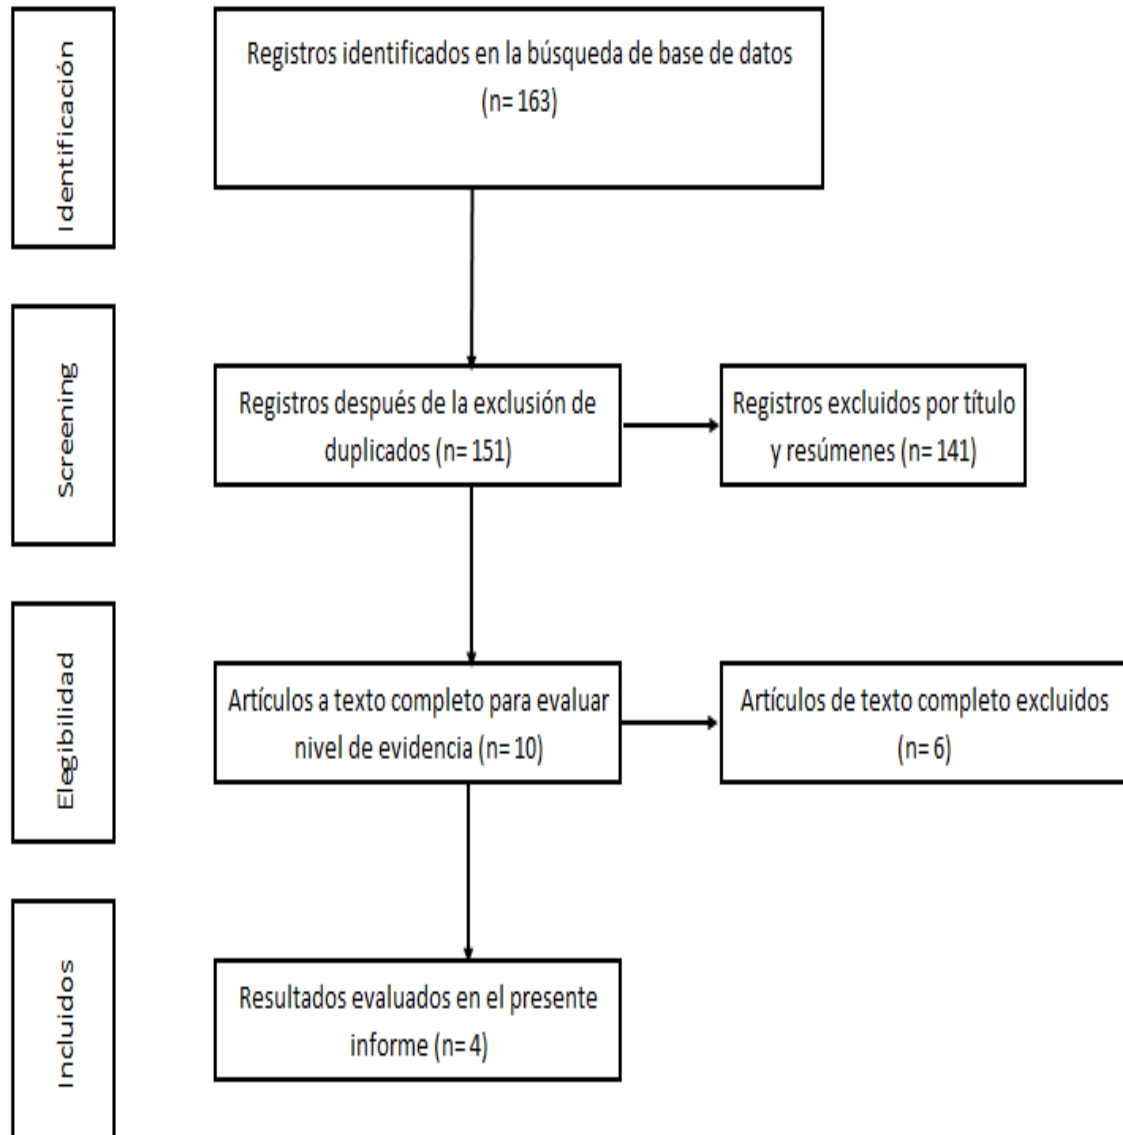 Identificación
Registros identificados en la búsqueda de base de datos
(n= 163)
Screening
Registros después de la exclusión de
duplicados (n= 151)
Registros excluidos por título
y resúmenes (n= 141)
Elegibilidad
Artículos a texto completo para evaluar
nivel de evidencia (n= 10)
Artículos de texto completo excluidos
(n= 6)
Incluidos
Resultados evaluados en el presente
informe (n= 4)